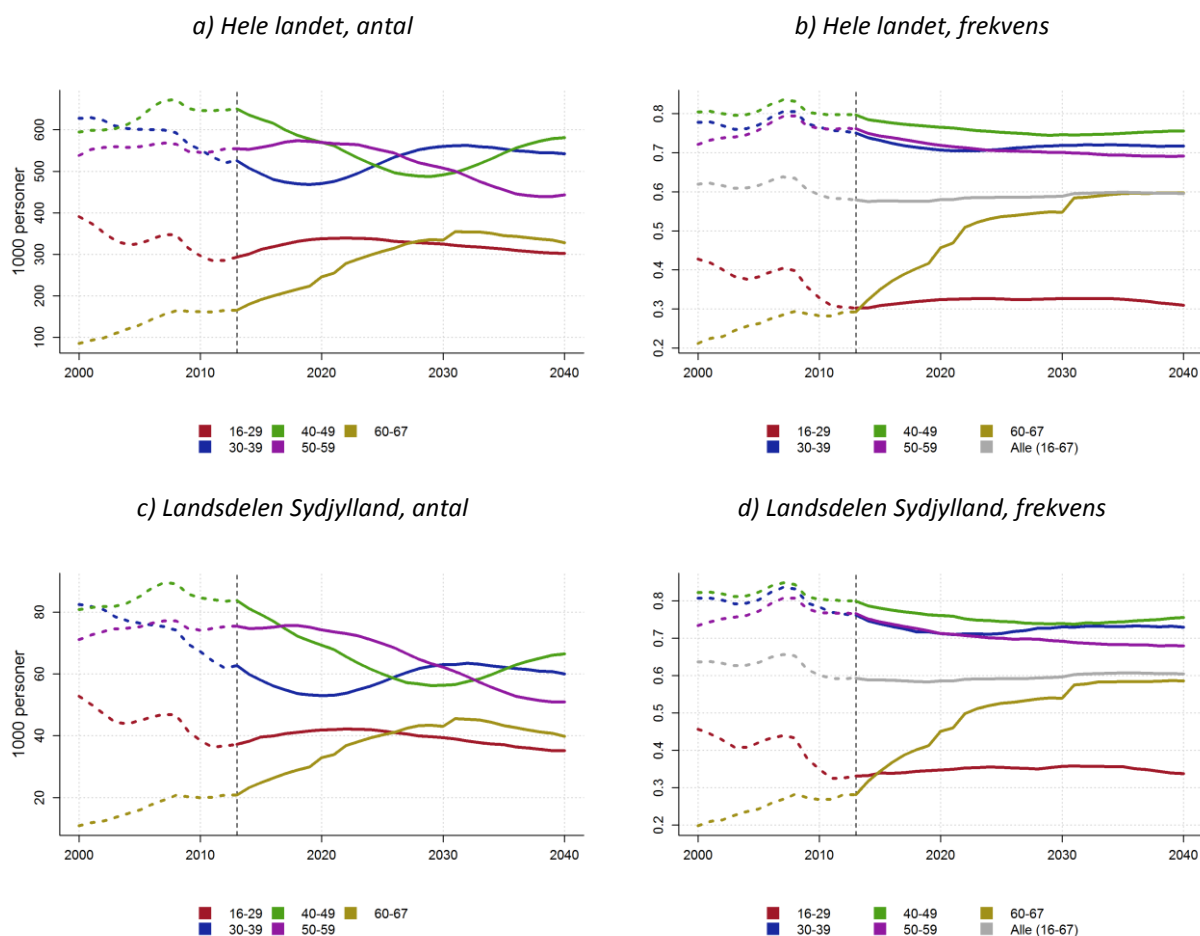 a) Hele landet, antal
b) Hele landet, frekvens
1000 personer
100 200 300 400 500 600
2000 2010 2020 2030 2040
16-29 40-49 60-67
30-39 50-59
0.2 0.3 0.4 0.5 0.6 0.7 0.8
2000 2010 2020 2030 2040
16-29 40-49 60-67
30-39 50-59 Alle (16-67)
c) Landsdelen Sydjylland, antal
d) Landsdelen Sydjylland, frekvens
1000 personer
20 40 60 80
2000 2010 2020 2030 2040
16-29 40-49 60-67
30-39 50-59
0.2 0.3 0.4 0.5 0.6 0.7 0.8
2000 2010 2020 2030 2040
16-29 40-49 60-67
30-39 50-59 Alle (16-67)